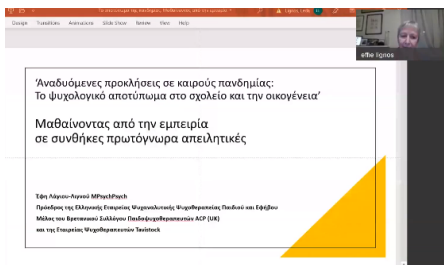 Design Transitions Animations Slide Show Review View Help
effie lignos
‘Αναδυόμενες προκλήσεις σε καιρούς πανδημίας:
Το ψυχολογικό αποτύπωμα στο σχολείο και την οικογένεια’
Μαθαίνοντας από την εμπειρία
σε συνθήκες πρωτόγνωρα απειλητικές
Έφη Λάγιου-Λιγνού MPsychPsych
Πρόεδρος της Ελληνικής Εταιρείας Ψυχαναλυτικής Ψυχοθεραπείας Παιδιού και Εφήβου
Μέλος του Βρετανικού Συλλόγου Παιδοψυχοθεραπευτών ACP (UK)
και της Εταιρείας Ψυχοθεραπευτών Tavistock